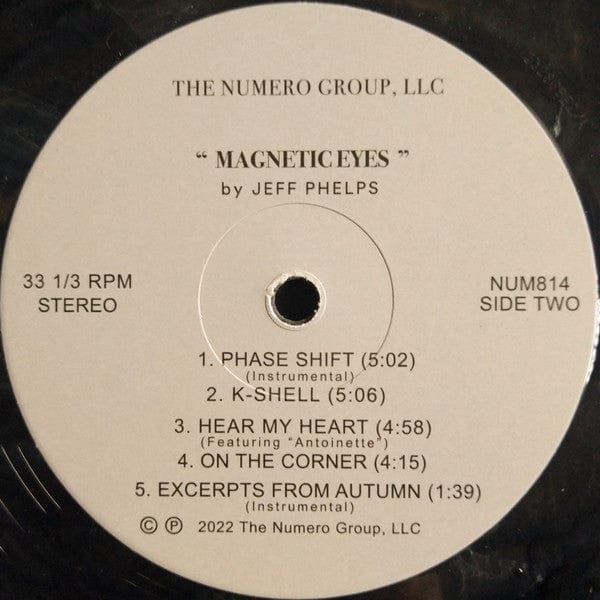 THE NUMERO GROUP, LLC
" MAGNETIC EYES "
by JEFF PHELPS
33 1/3 RPM
STEREO
NUM814
SIDE TWO
1. PHASE SHIFT (5:02)
(Instrumental)
2. K-SHELL (5:06)
3. HEAR MY HEART (4:58)
(Featuring "Antoinette")
4. ON THE CORNER (4:15)
5. EXCERPTS FROM AUTUMN (1:39)
(Instrumental)
© ℗ 2022 The Numero Group, LLC